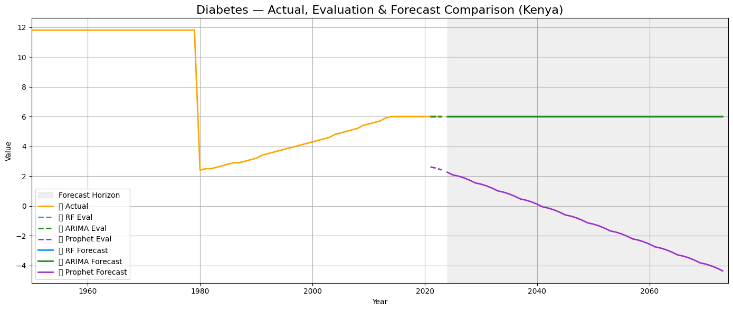 Diabetes — Actual, Evaluation & Forecast Comparison (Kenya)
12
10
8
6
4
2
0
−2
−4
Value
Forecast Horizon
▯ Actual
▯ RF Eval
▯ ARIMA Eval
▯ Prophet Eval
▯ RF Forecast
▯ ARIMA Forecast
▯ Prophet Forecast
1960 1980 2000 2020 2040 2060
Year